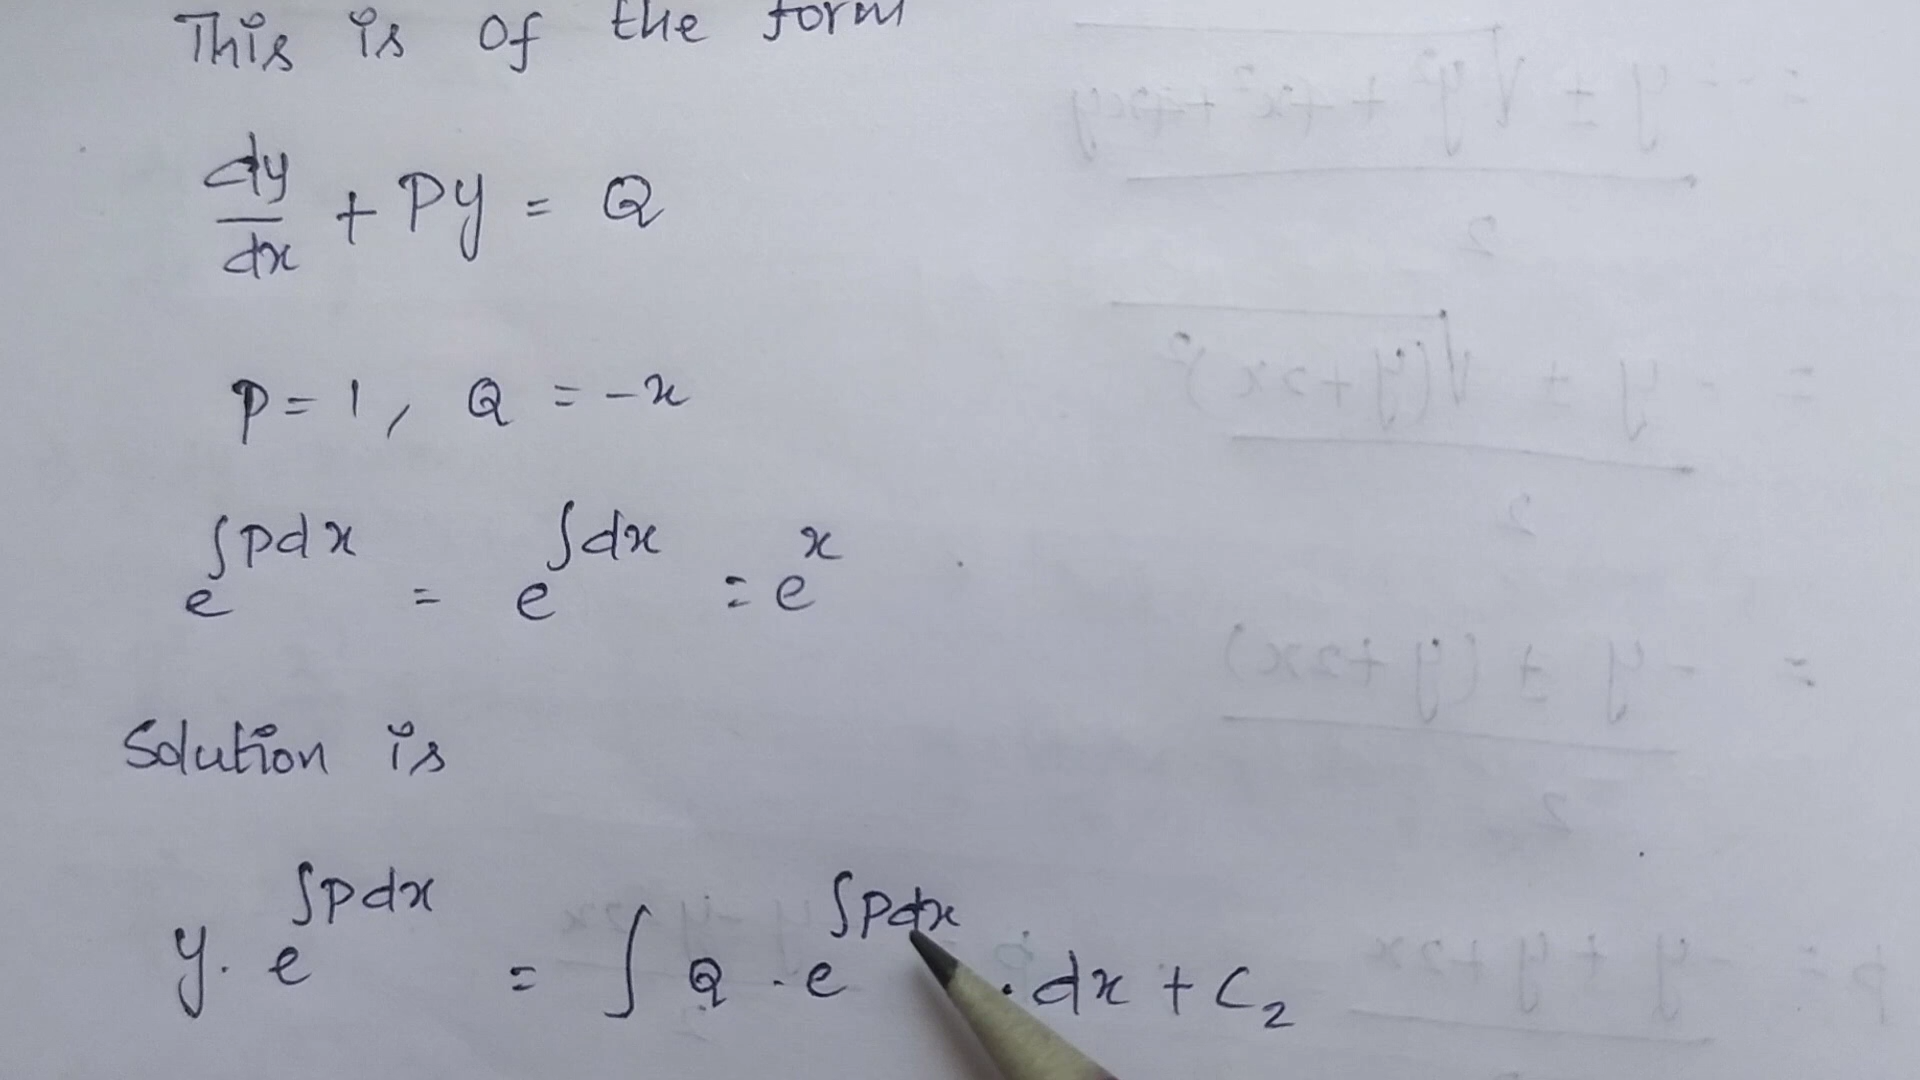 This is of the form
dy/dx + Py = Q
P = 1, Q = -x
e^∫Pdx = e^∫dx = e^x
Solution is
y. e^∫Pdx = ∫ Q . e^∫Pdx . dx + C₂